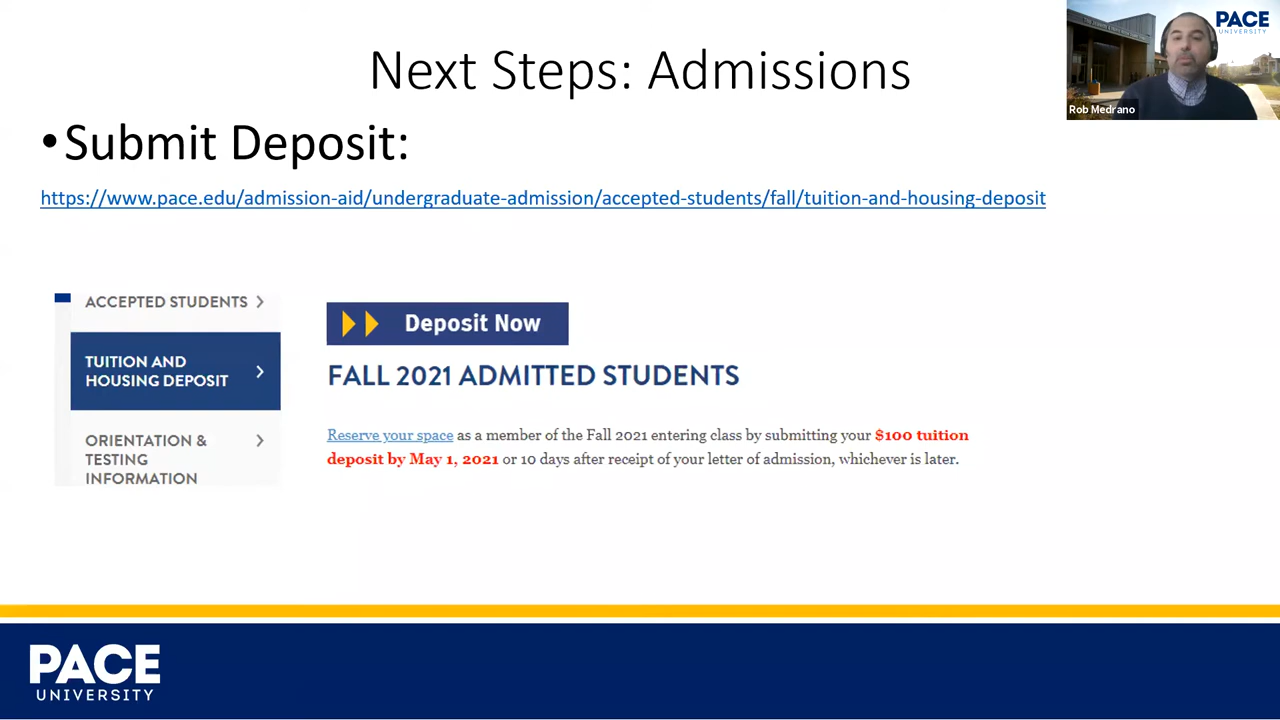 Next Steps: Admissions
PACE
UNIVERSITY
Rob Medrano
•Submit Deposit:
https://www.pace.edu/admission-aid/undergraduate-admission/accepted-students/fall/tuition-and-housing-deposit
ACCEPTED STUDENTS
TUITION AND
HOUSING DEPOSIT
ORIENTATION &
TESTING
INFORMATION
Deposit Now
FALL 2021 ADMITTED STUDENTS
Reserve your space as a member of the Fall 2021 entering class by submitting your $100 tuition
deposit by May 1, 2021 or 10 days after receipt of your letter of admission, whichever is later.
PACE
UNIVERSITY